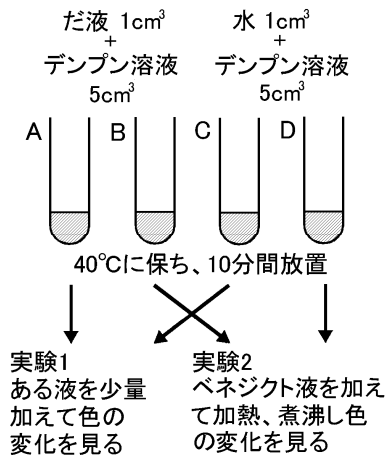 だ液 1cm³
+
デンプン溶液
5cm³
水 1cm³
+
デンプン溶液
5cm³
A
B
C
D
40℃に保ち、10分間放置
実験1
ある液を少量
加えて色の
変化を見る
実験2
ベネジクト液を加え
て加熱、煮沸し色
の変化を見る